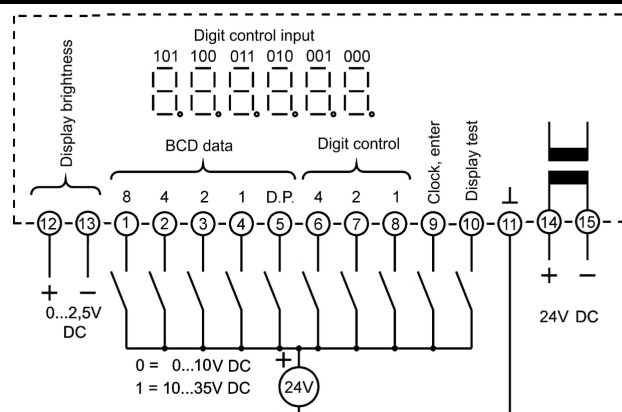 Digit control input
101 100 011 010 001 000
Display brightness
BCD data
Digit control
Clock, enter
Display test
8 4 2 1 D.P. 4 2 1
⊥
12 13 1 2 3 4 5 6 7 8 9 10 11 14 15
+ − + −
0...2,5V
DC
24V DC
0 = 0...10V DC
1 = 10...35V DC
+
24V